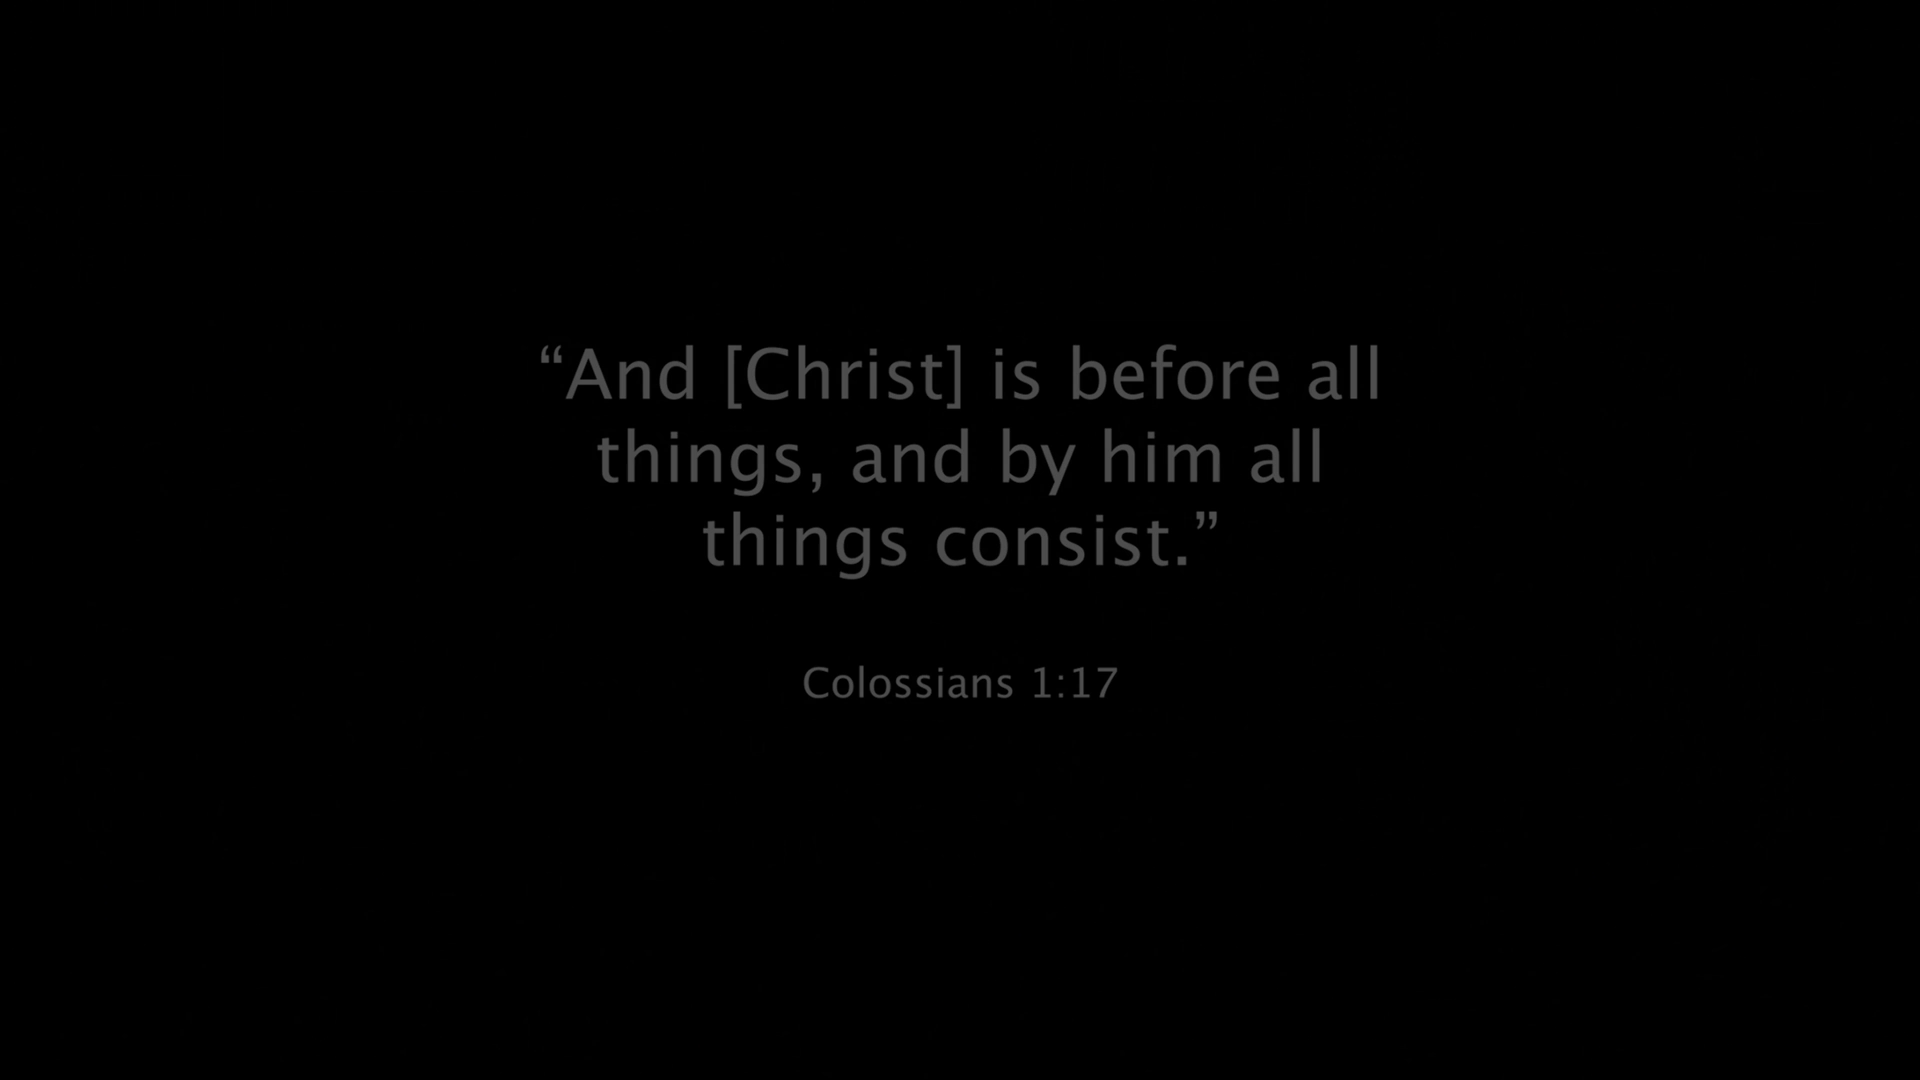 “And [Christ] is before all
things, and by him all
things consist.”
Colossians 1:17